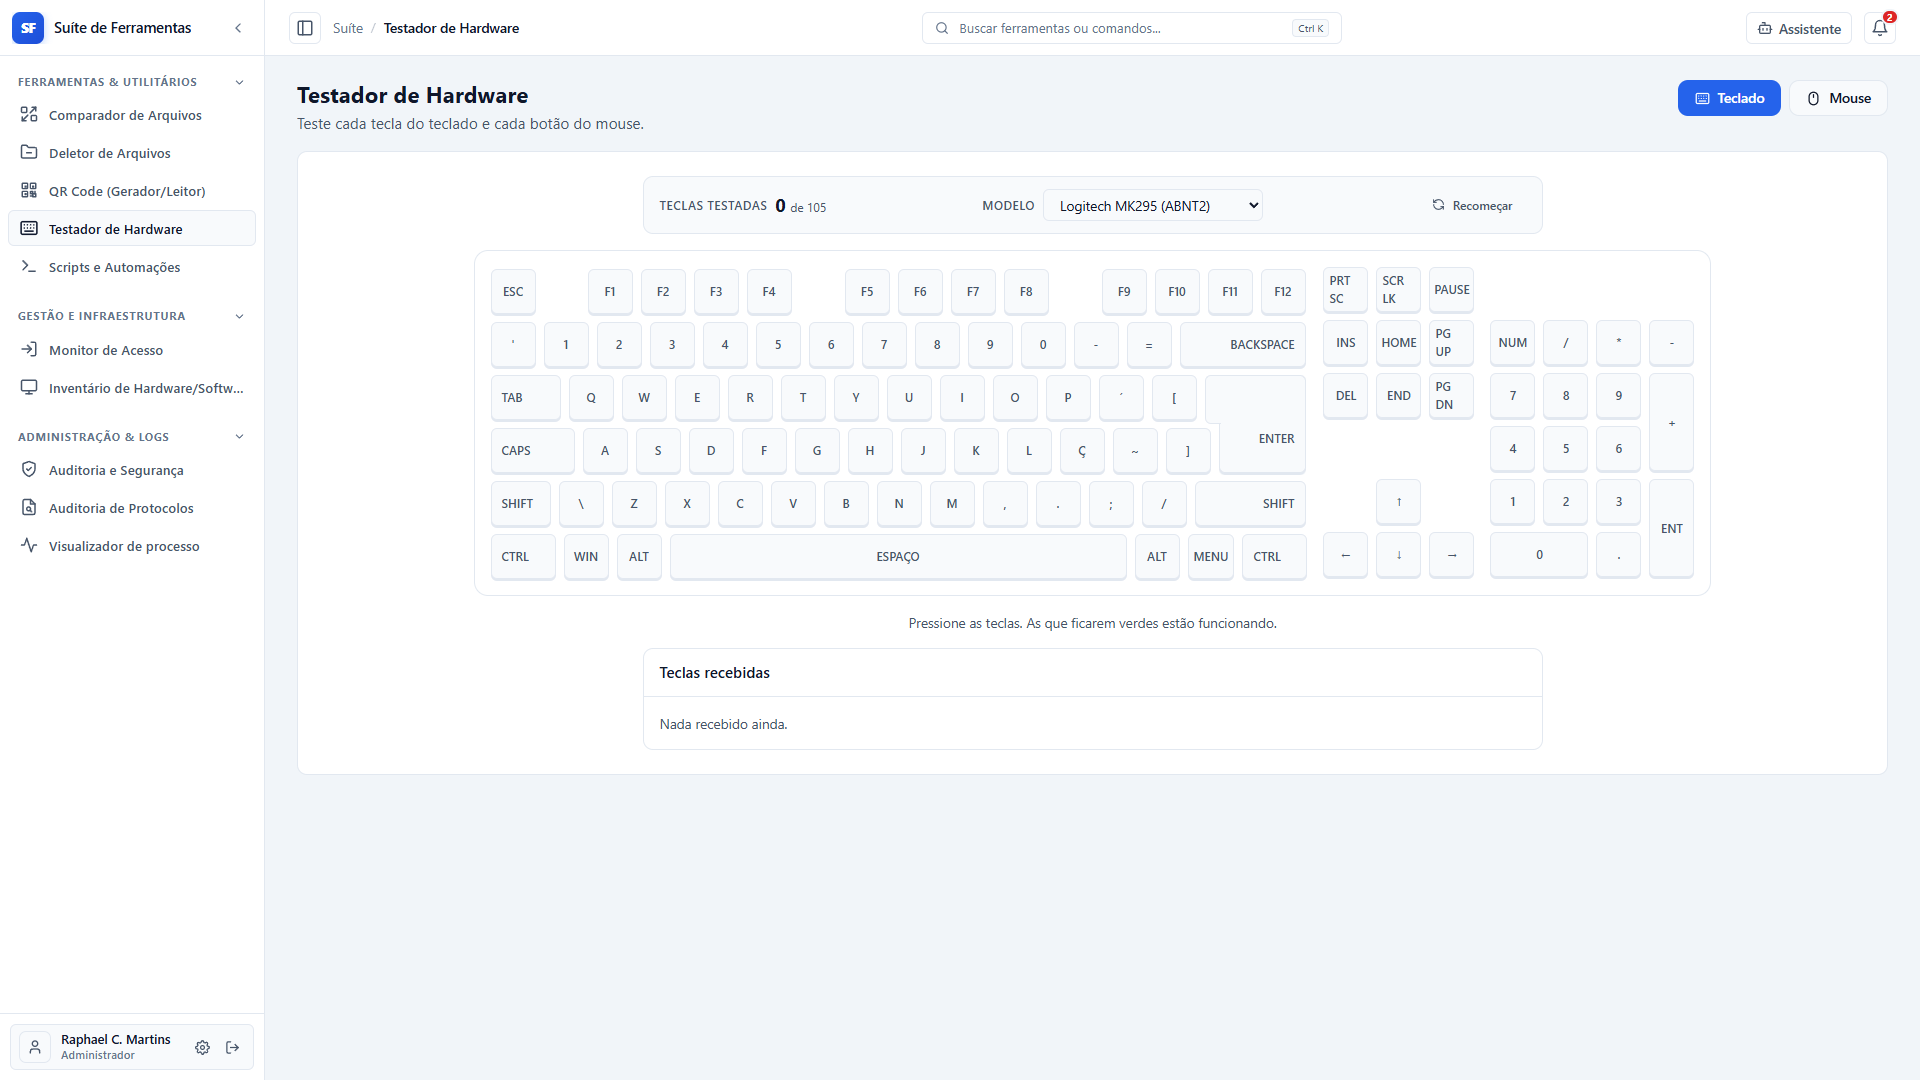 SF Suíte de Ferramentas
Suíte / Testador de Hardware
Buscar ferramentas ou comandos... Ctrl K
Assistente
2
FERRAMENTAS & UTILITÁRIOS
Comparador de Arquivos
Deletor de Arquivos
QR Code (Gerador/Leitor)
Testador de Hardware
Scripts e Automações
GESTÃO E INFRAESTRUTURA
Monitor de Acesso
Inventário de Hardware/Softw...
ADMINISTRAÇÃO & LOGS
Auditoria e Segurança
Auditoria de Protocolos
Visualizador de processo
Raphael C. Martins
Administrador
Testador de Hardware
Teste cada tecla do teclado e cada botão do mouse.
Teclado Mouse
TECLAS TESTADAS 0 de 105 MODELO Logitech MK295 (ABNT2) Recomeçar
ESC F1 F2 F3 F4 F5 F6 F7 F8 F9 F10 F11 F12 PRT SC SCR LK PAUSE
' 1 2 3 4 5 6 7 8 9 0 - = BACKSPACE INS HOME PG UP NUM / * -
TAB Q W E R T Y U I O P ´ [ DEL END PG DN 7 8 9 +
CAPS A S D F G H J K L Ç ~ ] ENTER 4 5 6
SHIFT \ Z X C V B N M , . ; / SHIFT ↑ 1 2 3 ENT
CTRL WIN ALT ESPAÇO ALT MENU CTRL ← ↓ → 0 .
Pressione as teclas. As que ficarem verdes estão funcionando.
Teclas recebidas
Nada recebido ainda.